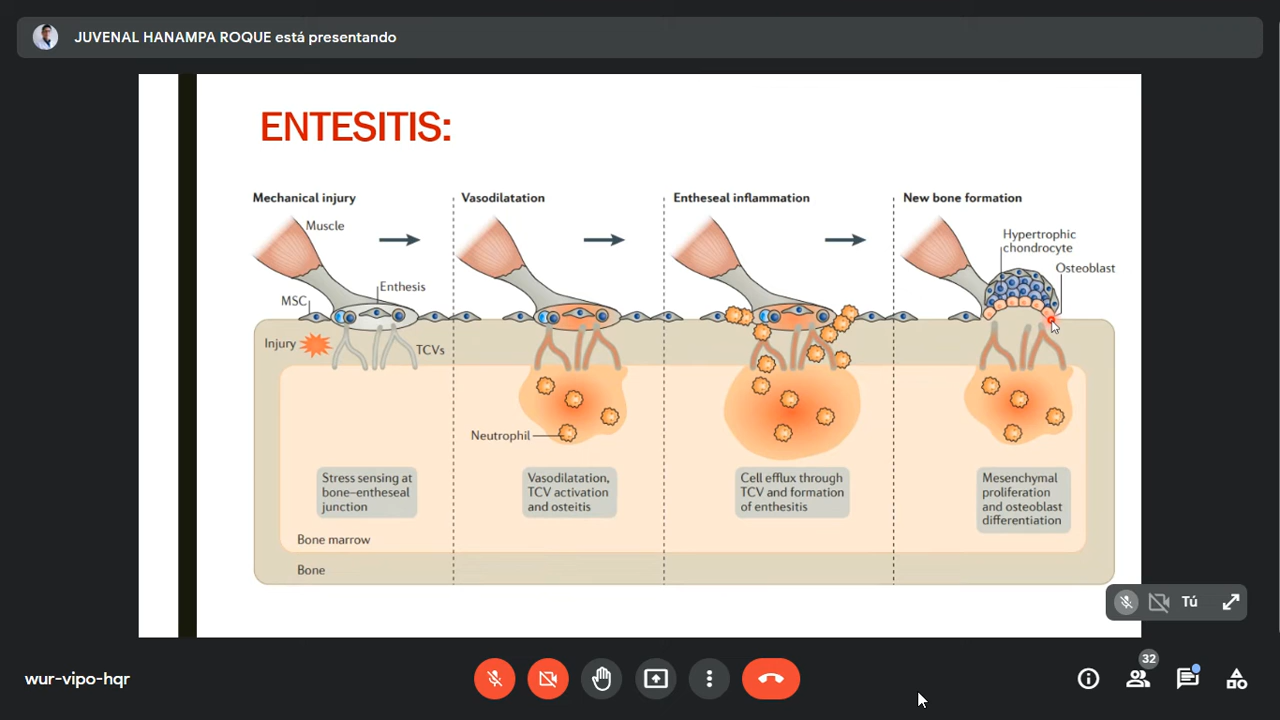 JUVENAL HANAMPA ROQUE está presentando
ENTESITIS:
Mechanical injury
Vasodilatation
Entheseal inflammation
New bone formation
Muscle
Hypertrophic
chondrocyte
Osteoblast
Enthesis
MSC
Injury
TCVs
Neutrophil
Stress sensing at
bone–entheseal
junction
Vasodilatation,
TCV activation
and osteitis
Cell efflux through
TCV and formation
of enthesitis
Mesenchymal
proliferation
and osteoblast
differentiation
Bone marrow
Bone
Tú
32
wur-vipo-hqr